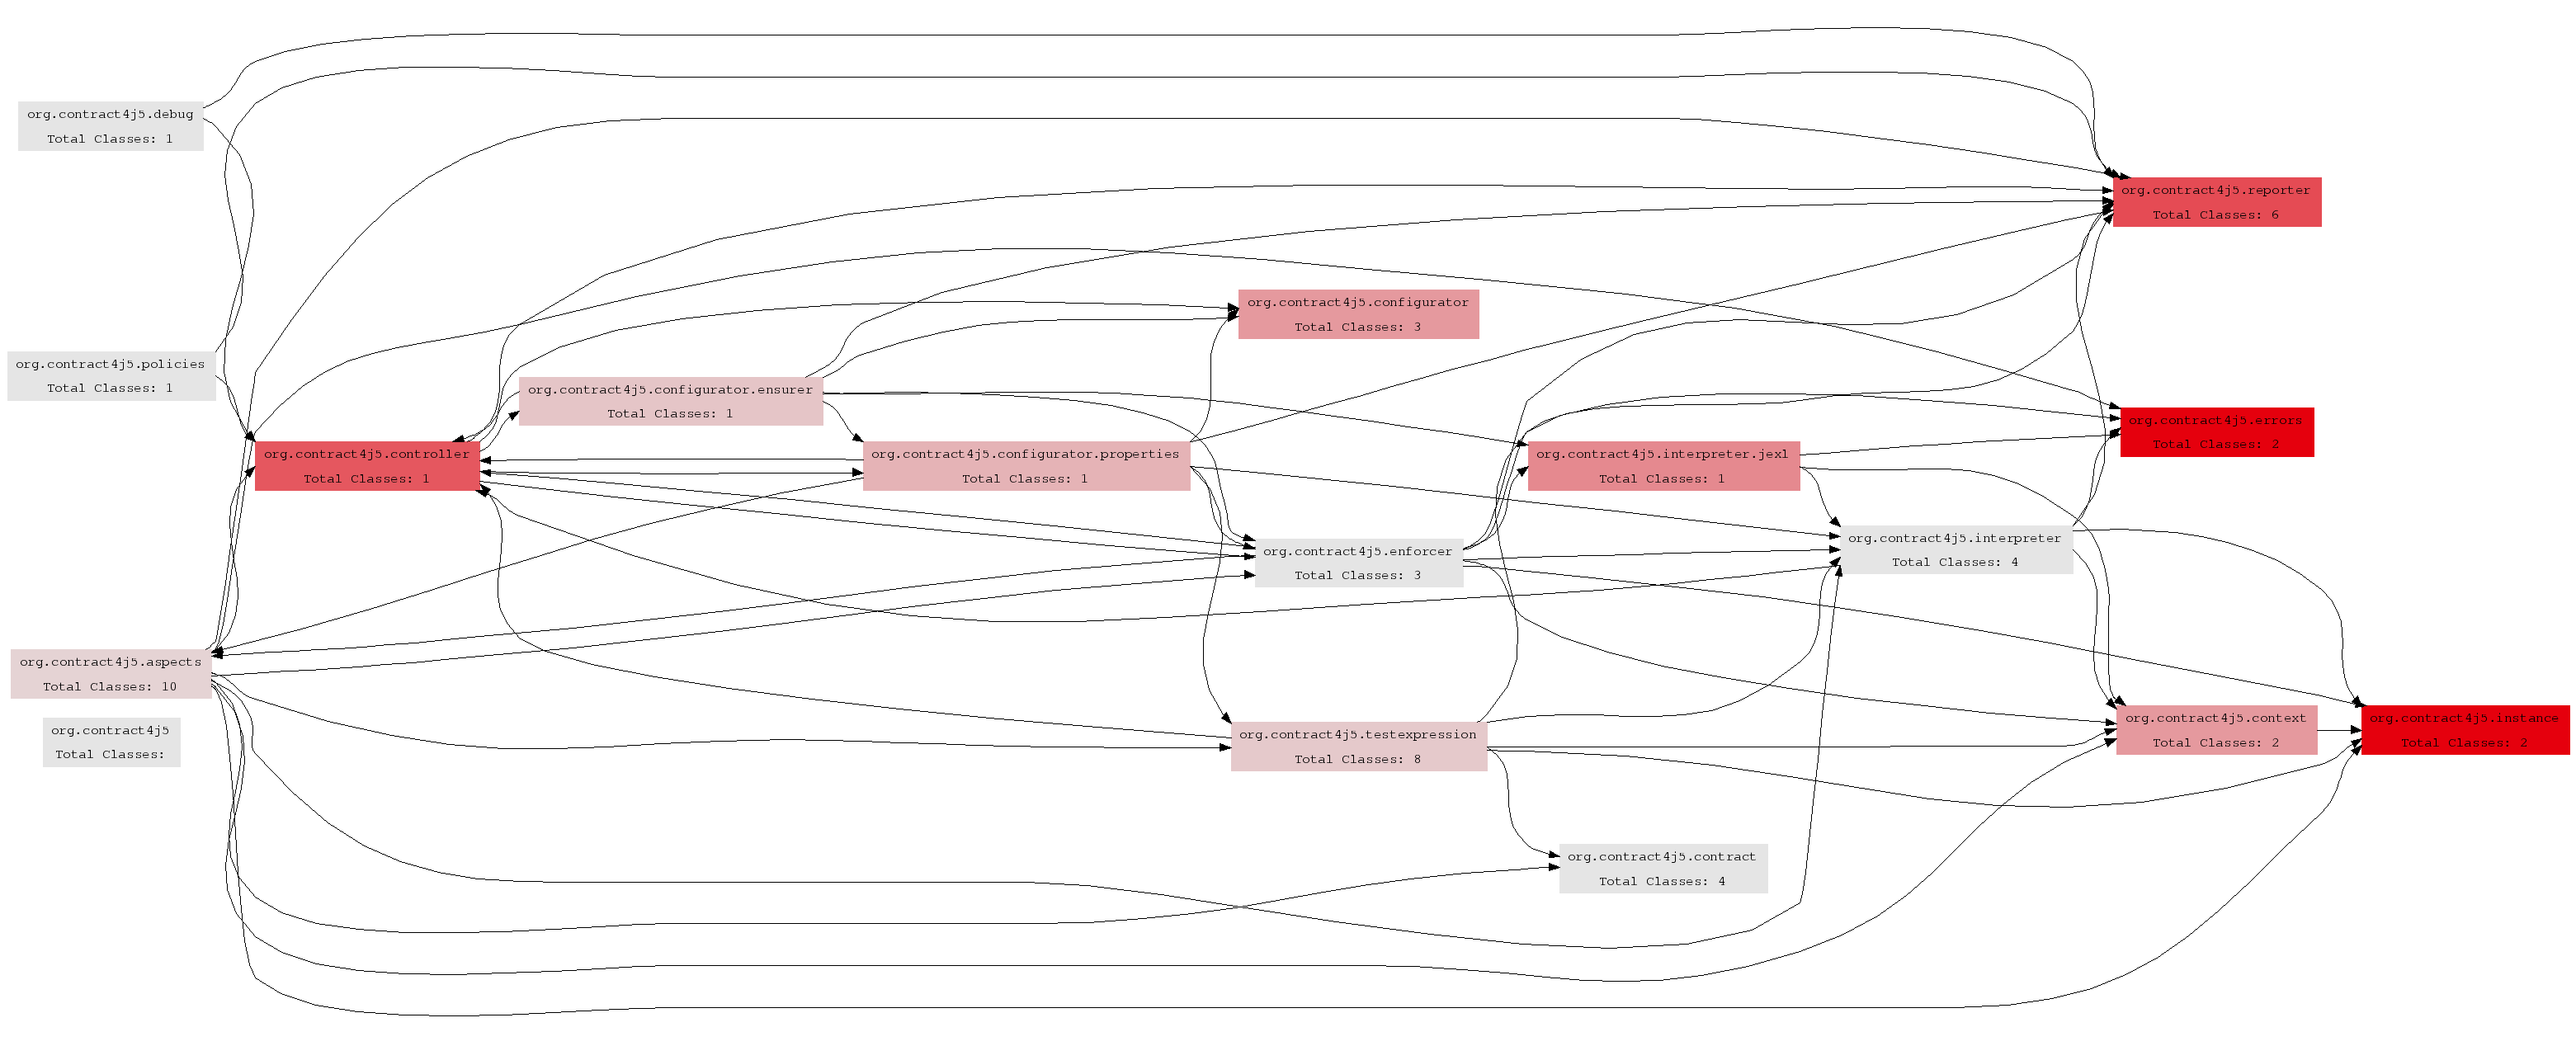 org.contract4j5.debug
Total Classes: 1
org.contract4j5.reporter
Total Classes: 6
org.contract4j5.configurator
Total Classes: 3
org.contract4j5.policies
Total Classes: 1
org.contract4j5.configurator.ensurer
Total Classes: 1
org.contract4j5.errors
Total Classes: 2
org.contract4j5.controller
Total Classes: 1
org.contract4j5.configurator.properties
Total Classes: 1
org.contract4j5.interpreter.jexl
Total Classes: 1
org.contract4j5.enforcer
Total Classes: 3
org.contract4j5.interpreter
Total Classes: 4
org.contract4j5.aspects
Total Classes: 10
org.contract4j5
Total Classes:
org.contract4j5.testexpression
Total Classes: 8
org.contract4j5.context
Total Classes: 2
org.contract4j5.instance
Total Classes: 2
org.contract4j5.contract
Total Classes: 4